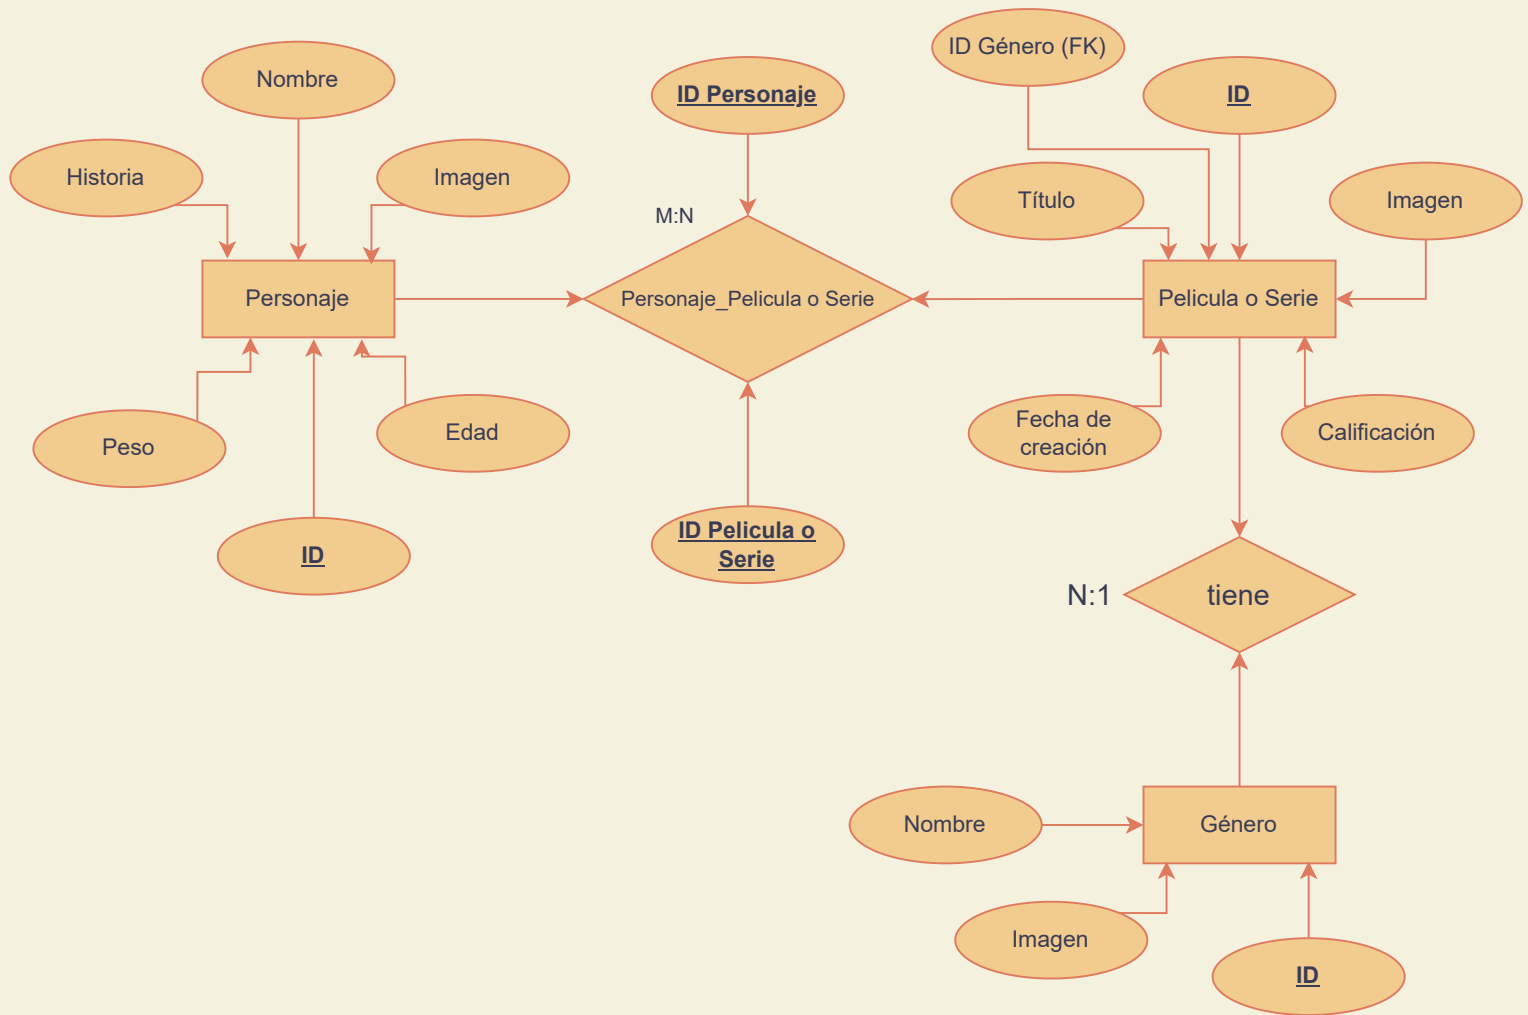 ID Género (FK)
Nombre
ID Personaje
ID
Historia
Imagen
Título
Imagen
M:N
Personaje
Personaje_Pelicula o Serie
Pelicula o Serie
Peso
Edad
Fecha de
creación
Calificación
ID
ID Pelicula o
Serie
N:1
tiene
Nombre
Género
Imagen
ID